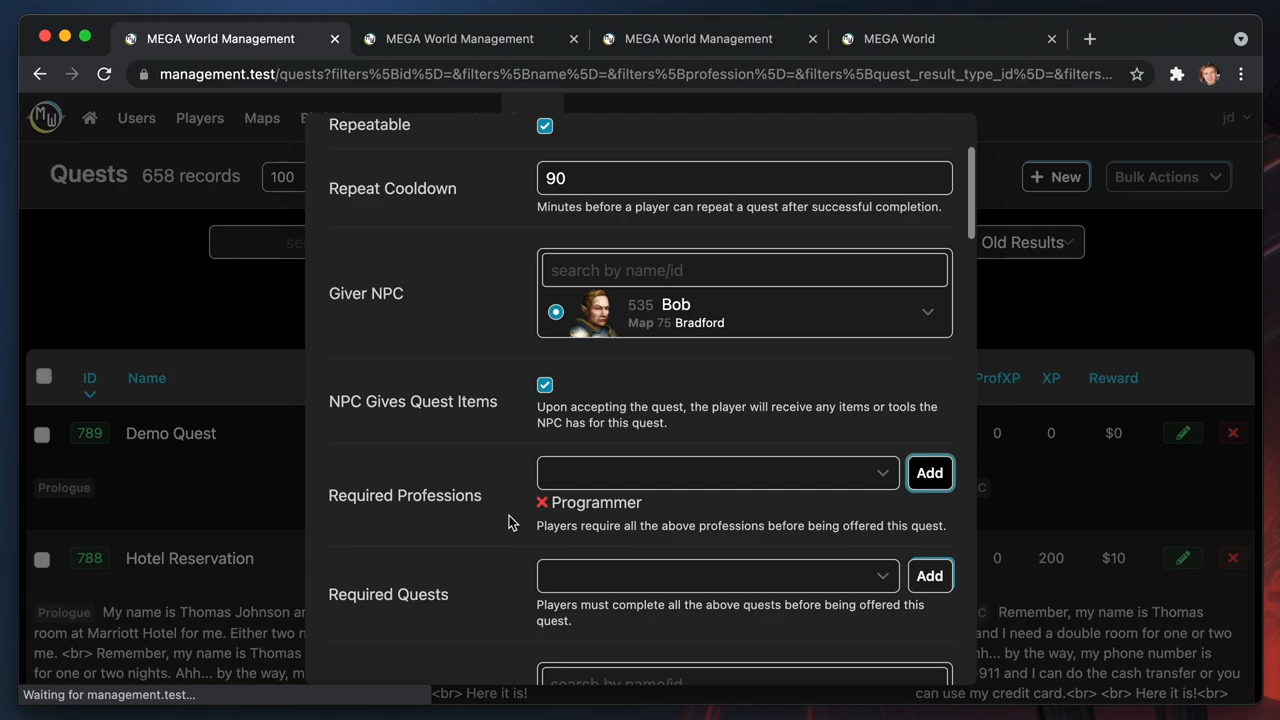 MEGA World Management
MEGA World Management
MEGA World Management
MEGA World
management.test/quests?filters%5Bid%5D=&filters%5Bname%5D=&filters%5Bprofession%5D=&filters%5Bquest_result_type_id%5D=&filters...
MW
Users
Players
Maps
jd
Quests
658 records
100
+ New
Bulk Actions
Old Results
Repeatable
Repeat Cooldown
90
Minutes before a player can repeat a quest after successful completion.
Giver NPC
search by name/id
535 Bob
Map 75 Bradford
NPC Gives Quest Items
Upon accepting the quest, the player will receive any items or tools the
NPC has for this quest.
Required Professions
Add
Programmer
Players require all the above professions before being offered this quest.
Required Quests
Add
Players must complete all the above quests before being offered this
quest.
search by name/id
ID
Name
ProfXP
XP
Reward
789
Demo Quest
0
0
$0
Prologue
788
Hotel Reservation
0
200
$10
Prologue
My name is Thomas Johnson
room at Marriott Hotel for me. Either two
<br> Remember, my name is Thomas
for one or two nights. Ahh... by the way, m
<br> Here it is!
Remember, my name is Thomas
and I need a double room for one or two
by the way, my phone number is
-911 and I can do the cash transfer or you
can use my credit card.<br> <br> Here it is!<br>
Waiting for management.test...